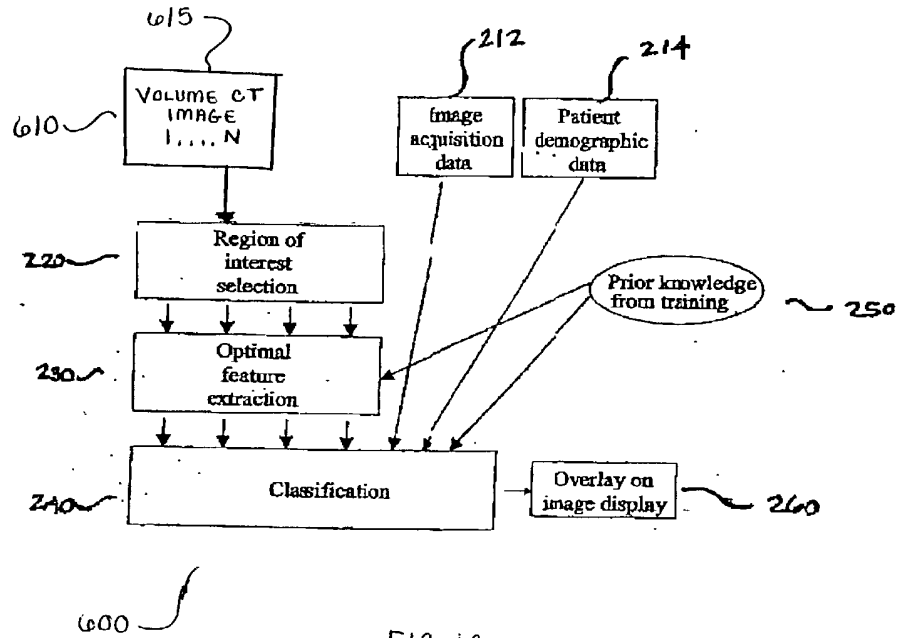 615
212
214
610
VOLUME CT
IMAGE
1....N
Image
acquisition
data
Patient
demographic
data
220
Region of
interest
selection
Prior knowledge
from training
250
230
Optimal
feature
extraction
240
Classification
Overlay on
image display
260
600